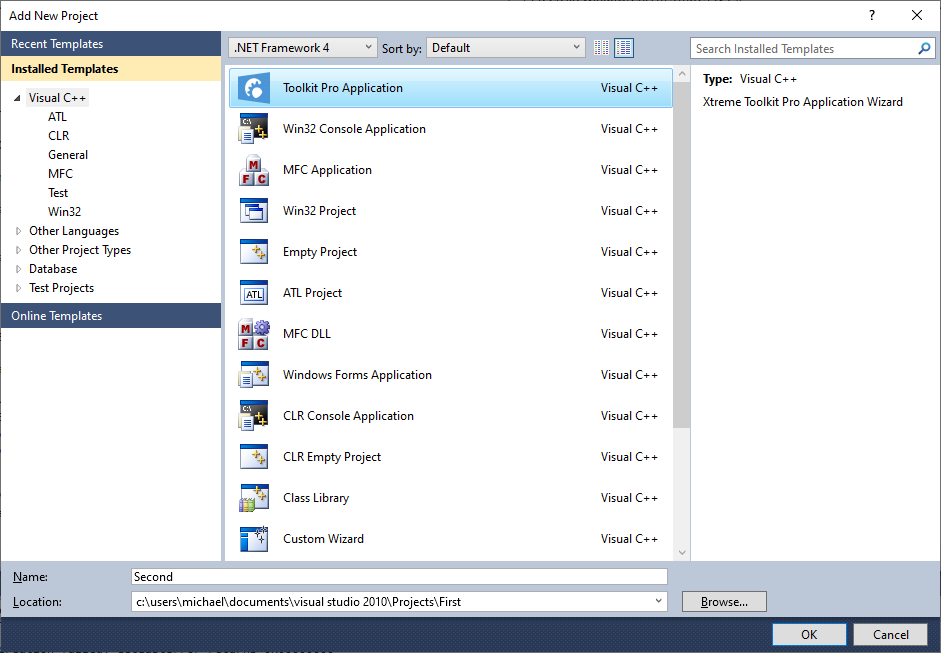 Add New Project
?
Recent Templates
.NET Framework 4
Sort by:
Default
Search Installed Templates
Installed Templates
Visual C++
ATL
CLR
General
MFC
Test
Win32
Other Languages
Other Project Types
Database
Test Projects
Online Templates
Toolkit Pro Application Visual C++
Win32 Console Application Visual C++
MFC Application Visual C++
Win32 Project Visual C++
Empty Project Visual C++
ATL Project Visual C++
MFC DLL Visual C++
Windows Forms Application Visual C++
CLR Console Application Visual C++
CLR Empty Project Visual C++
Class Library Visual C++
Custom Wizard Visual C++
Type: Visual C++
Xtreme Toolkit Pro Application Wizard
Name: Second
Location: c:\users\michael\documents\visual studio 2010\Projects\First
Browse...
OK
Cancel